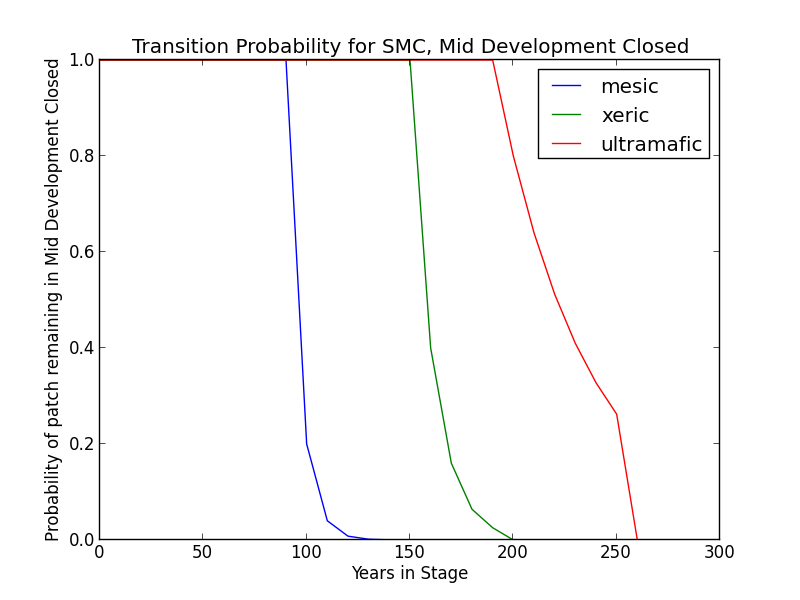 Transition Probability for SMC, Mid Development Closed
Probability of patch remaining in Mid Development Closed
1.0
0.8
0.6
0.4
0.2
0.0
mesic
xeric
ultramafic
0 50 100 150 200 250 300
Years in Stage